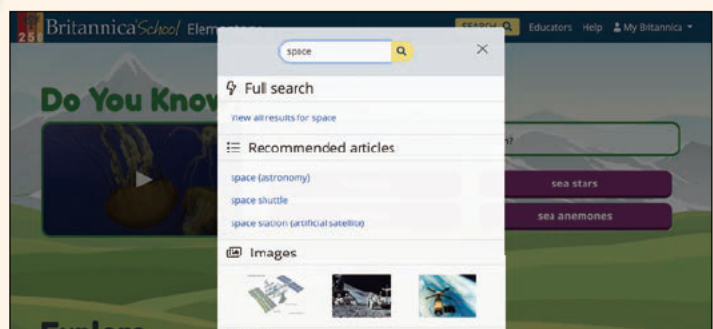 250
Britannica School Elementary
SEARCH
Educators Help My Britannica
space
Full search
Do You Know
View all results for space
Recommended articles
space (astronomy)
sea stars
space shuttle
space station (artificial satellite)
sea anemones
Images
Explore